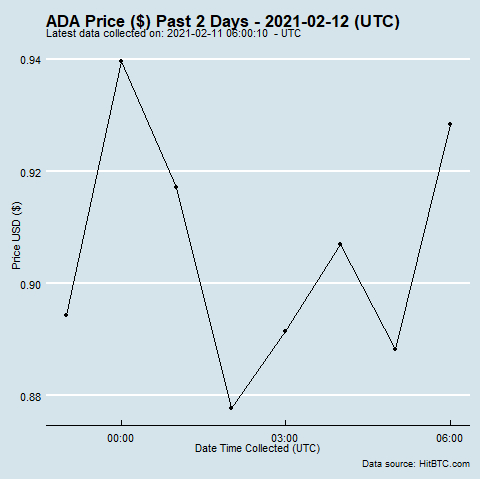 ADA Price ($) Past 2 Days - 2021-02-12 (UTC)
Latest data collected on: 2021-02-11 06:00:10  - UTC
Price USD ($)
0.94
0.92
0.90
0.88
00:00 03:00 06:00
Date Time Collected (UTC)
Data source: HitBTC.com